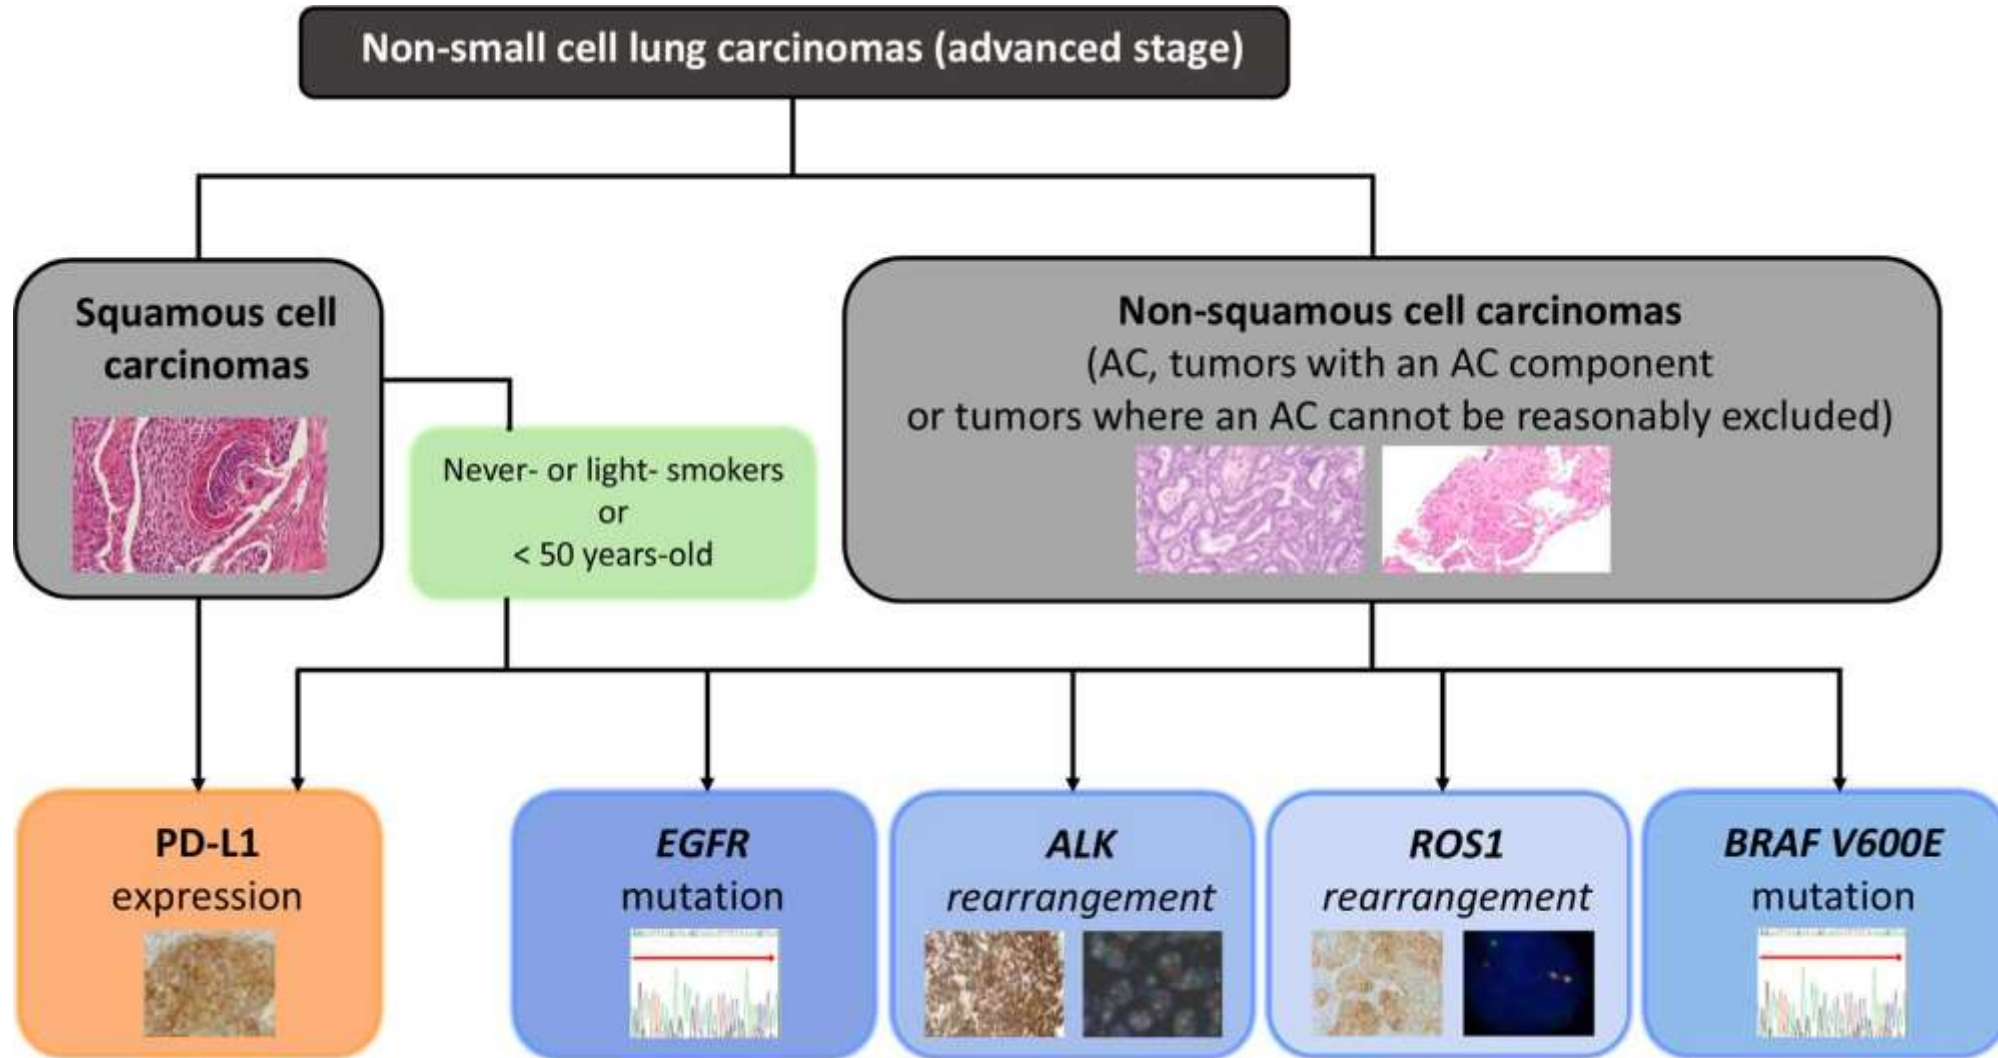 Non-small cell lung carcinomas (advanced stage)
Squamous cell
carcinomas
Non-squamous cell carcinomas
(AC, tumors with an AC component
or tumors where an AC cannot be reasonably excluded)
Never- or light- smokers
or
< 50 years-old
PD-L1
expression
EGFR
mutation
ALK
rearrangement
ROS1
rearrangement
BRAF V600E
mutation